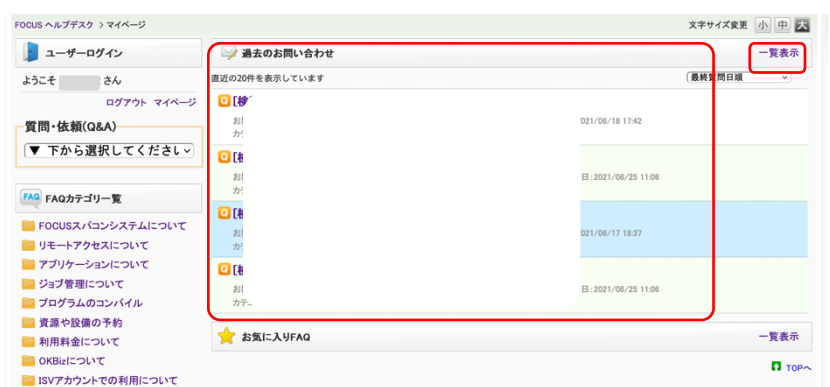 FOCUS ヘルプデスク > マイページ
文字サイズ変更 小 中 大
ユーザーログイン
ようこそ さん
ログアウト マイページ
質問・依頼(Q&A)
▼ 下から選択してください
FAQ FAQカテゴリ一覧
FOCUSスパコンシステムについて
リモートアクセスについて
アプリケーションについて
ジョブ管理について
プログラムのコンパイル
資源や設備の予約
利用料金について
OKBizについて
ISVアカウントでの利用について
過去のお問い合わせ 一覧表示
直近の20件を表示しています 最終質問日順
Q [検
021/06/18 17:42
Q [検
日:2021/06/25 11:06
Q [検
021/06/17 18:37
Q [検
日:2021/06/25 11:06
お気に入りFAQ 一覧表示
TOPへ